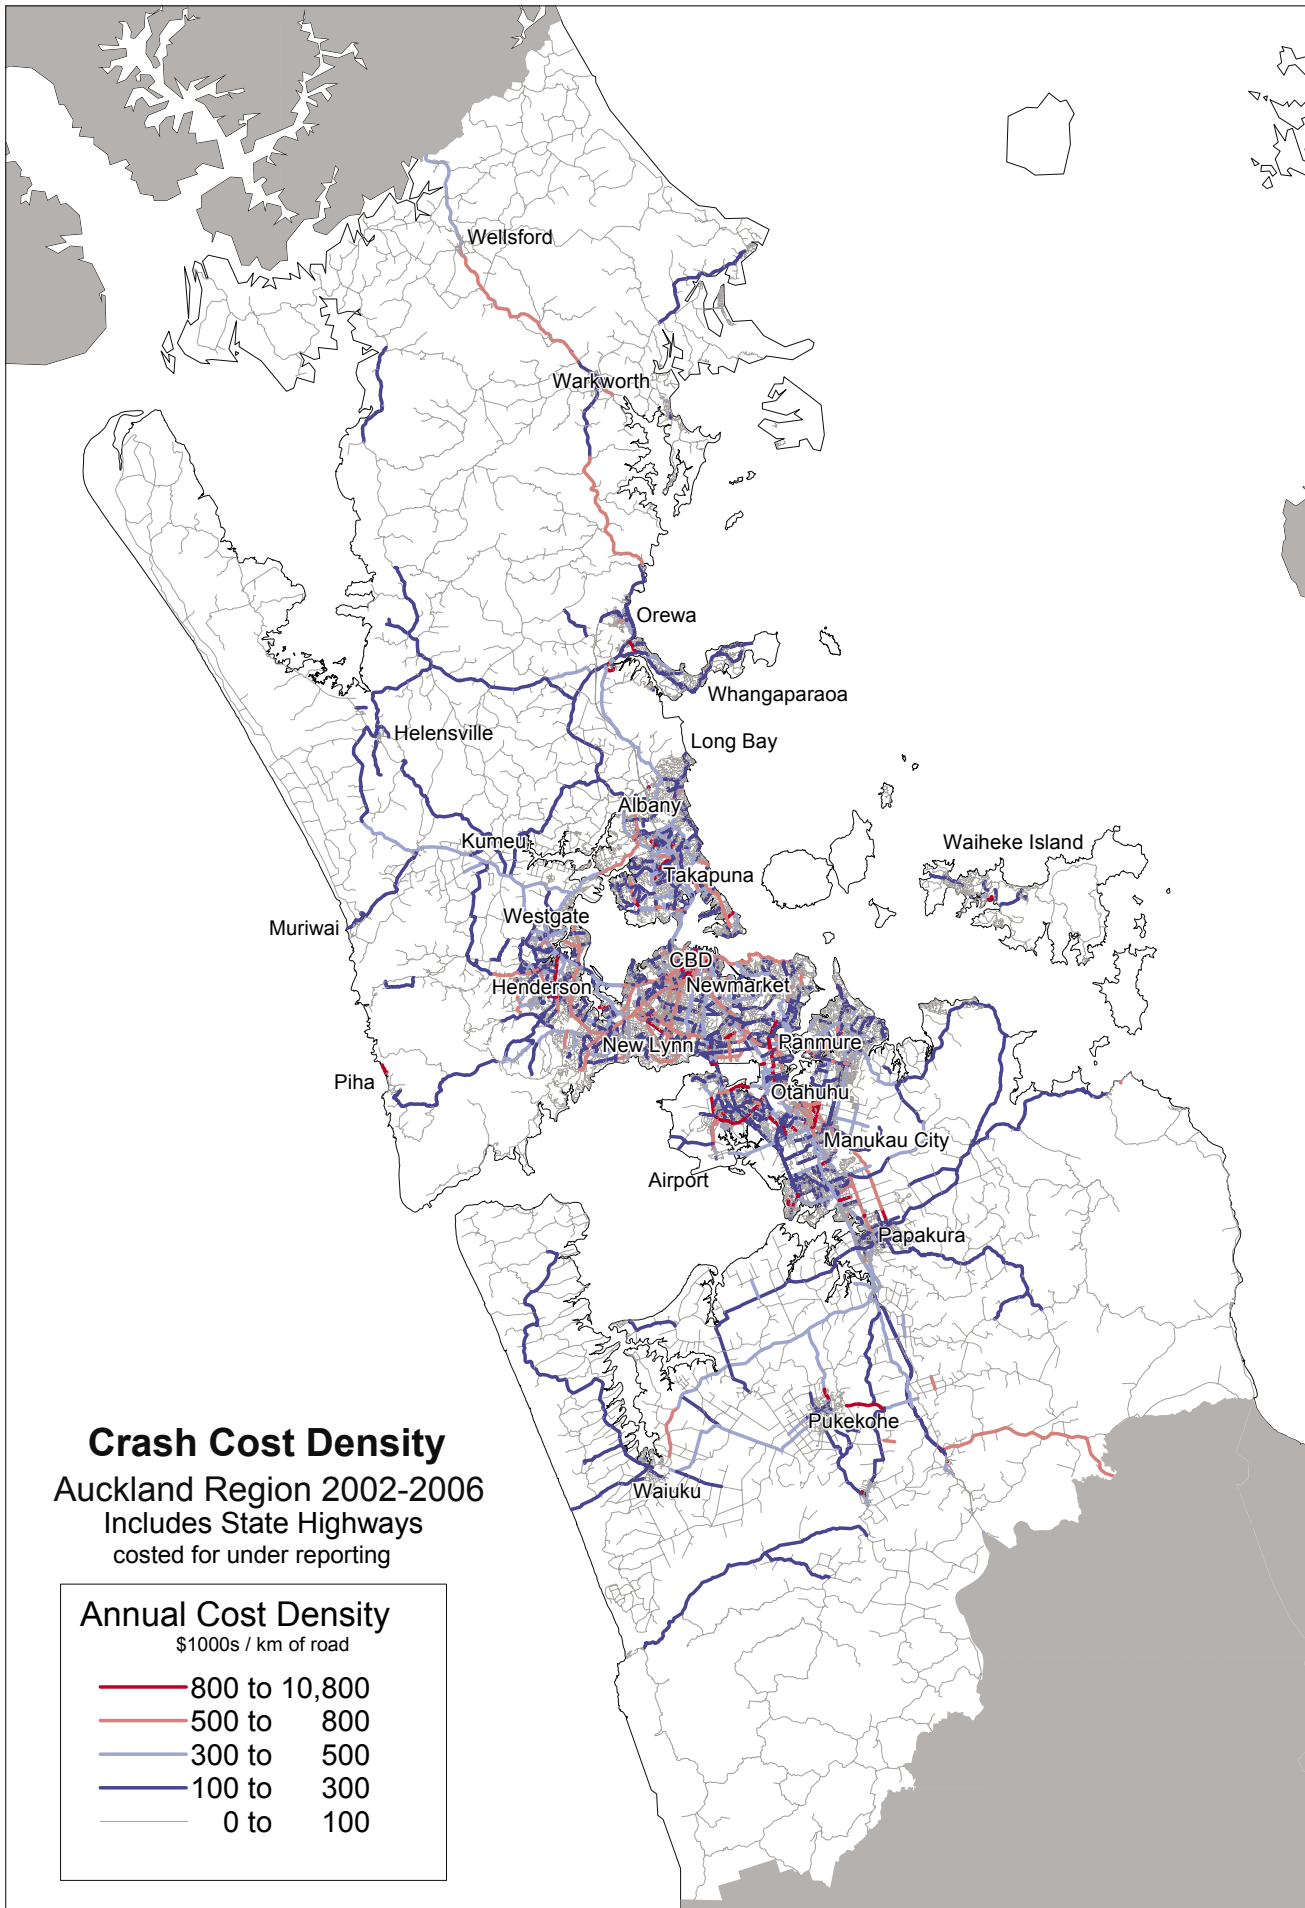 Wellsford
Warkworth
Orewa
Whangaparaoa
Helensville
Long Bay
Albany
Kumeu
Waiheke Island
Takapuna
Westgate
Muriwai
CBD
Henderson
Newmarket
New Lynn
Panmure
Piha
Otahuhu
Manukau City
Airport
Papakura
Pukekohe
Waiuku
Crash Cost Density
Auckland Region 2002-2006
Includes State Highways
costed for under reporting
Annual Cost Density
$1000s / km of road
800 to 10,800
500 to 800
300 to 500
100 to 300
0 to 100